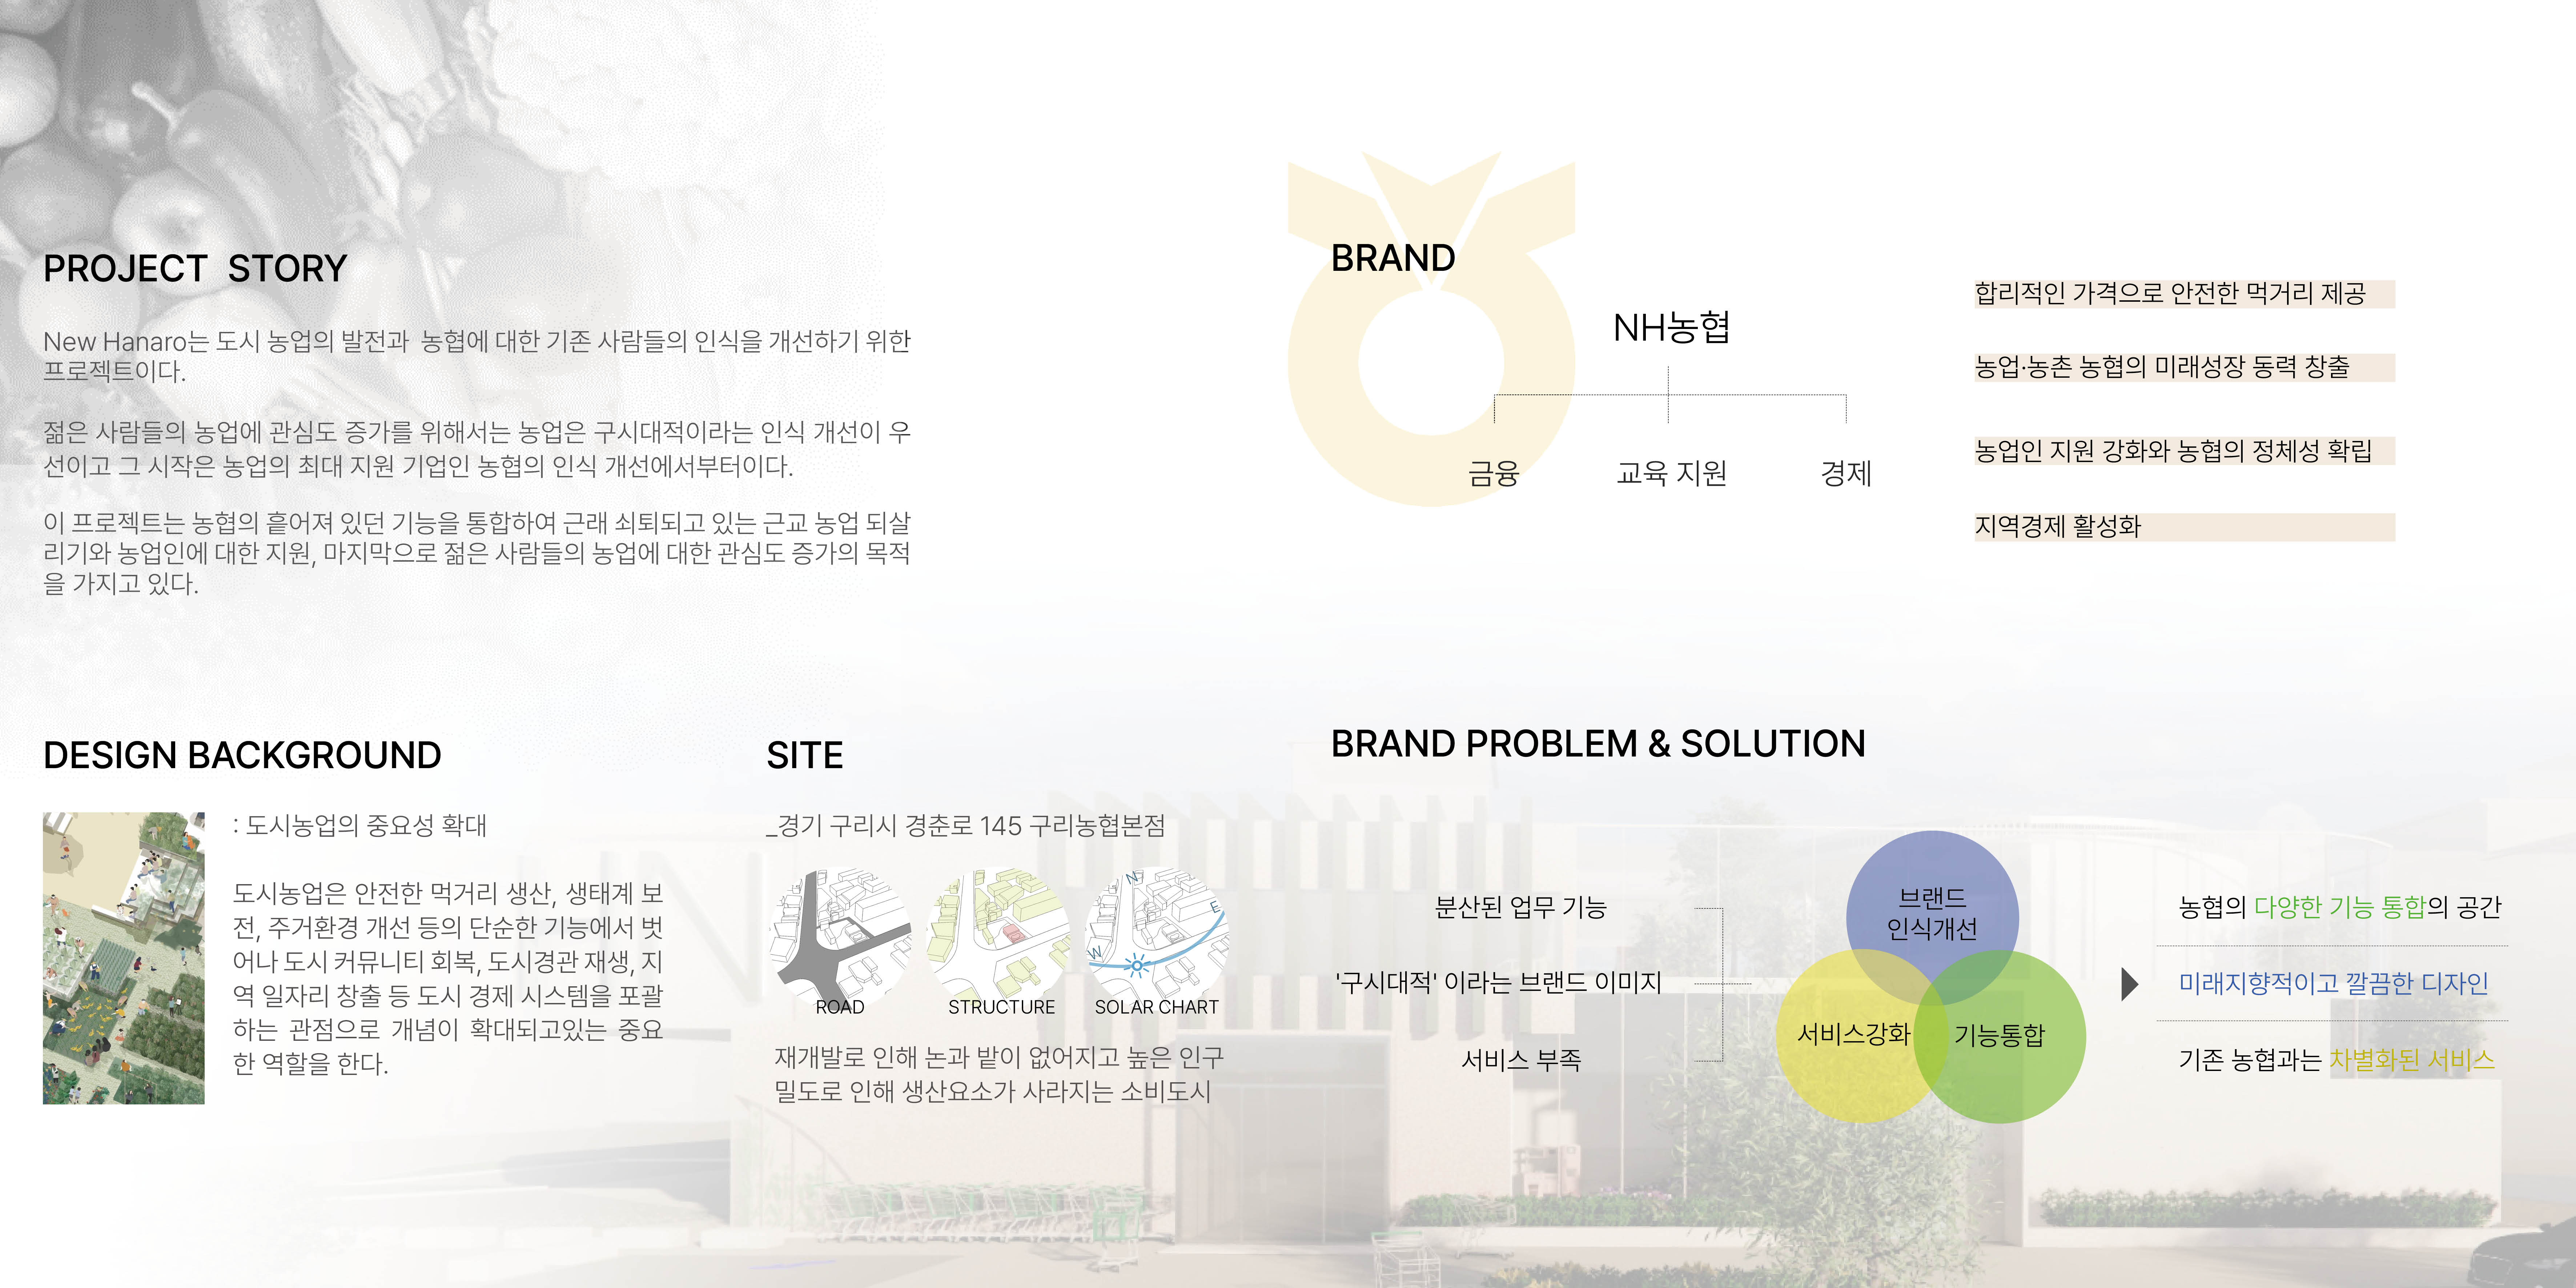 PROJECT STORY
New Hanaro는 도시 농업의 발전과 농협에 대한 기존 사람들의 인식을 개선하기 위한
프로젝트이다.
젊은 사람들의 농업에 관심도 증가를 위해서는 농업은 구시대적이라는 인식 개선이 우
선이고 그 시작은 농업의 최대 지원 기업인 농협의 인식 개선에서부터이다.
이 프로젝트는 농협의 흩어져 있던 기능을 통합하여 근래 쇠퇴되고 있는 근교 농업 되살
리기와 농업인에 대한 지원, 마지막으로 젊은 사람들의 농업에 대한 관심도 증가의 목적
을 가지고 있다.
BRAND
NH농협
금융
교육 지원
경제
합리적인 가격으로 안전한 먹거리 제공
농업·농촌 농협의 미래성장 동력 창출
농업인 지원 강화와 농협의 정체성 확립
지역경제 활성화
DESIGN BACKGROUND
: 도시농업의 중요성 확대
도시농업은 안전한 먹거리 생산, 생태계 보
전, 주거환경 개선 등의 단순한 기능에서 벗
어나 도시 커뮤니티 회복, 도시경관 재생, 지
역 일자리 창출 등 도시 경제 시스템을 포괄
하는 관점으로 개념이 확대되고있는 중요
한 역할을 한다.
SITE
_경기 구리시 경춘로 145 구리농협본점
N
E
W
ROAD
STRUCTURE
SOLAR CHART
재개발로 인해 논과 밭이 없어지고 높은 인구
밀도로 인해 생산요소가 사라지는 소비도시
BRAND PROBLEM & SOLUTION
분산된 업무 기능
'구시대적' 이라는 브랜드 이미지
서비스 부족
브랜드
인식개선
서비스강화
기능통합
농협의 다양한 기능 통합의 공간
미래지향적이고 깔끔한 디자인
기존 농협과는 차별화된 서비스